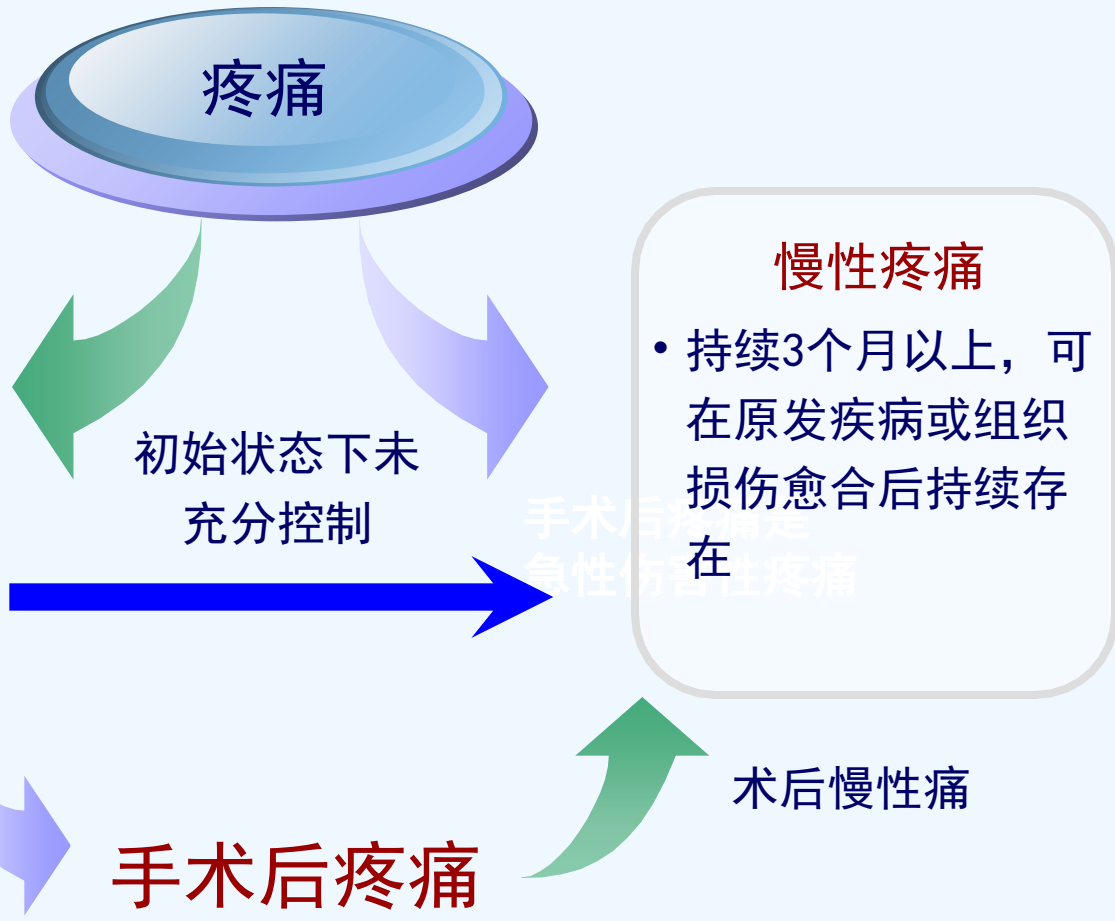 疼痛
慢性疼痛
• 持续3个月以上，可
在原发疾病或组织
损伤愈合后持续存
在
初始状态下未
充分控制
手术后疼痛是
急性伤害性疼痛
术后慢性痛
手术后疼痛